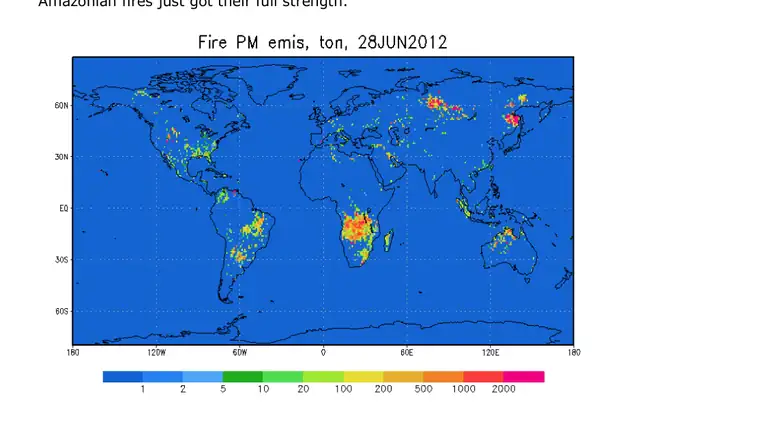 Amazonian fires just got their full strength.
Fire PM emis, ton, 28JUN2012
60N
30N
EQ
30S
60S
180 120W 60W 0 60E 120E 180
1 2 5 10 20 100 200 500 1000 2000